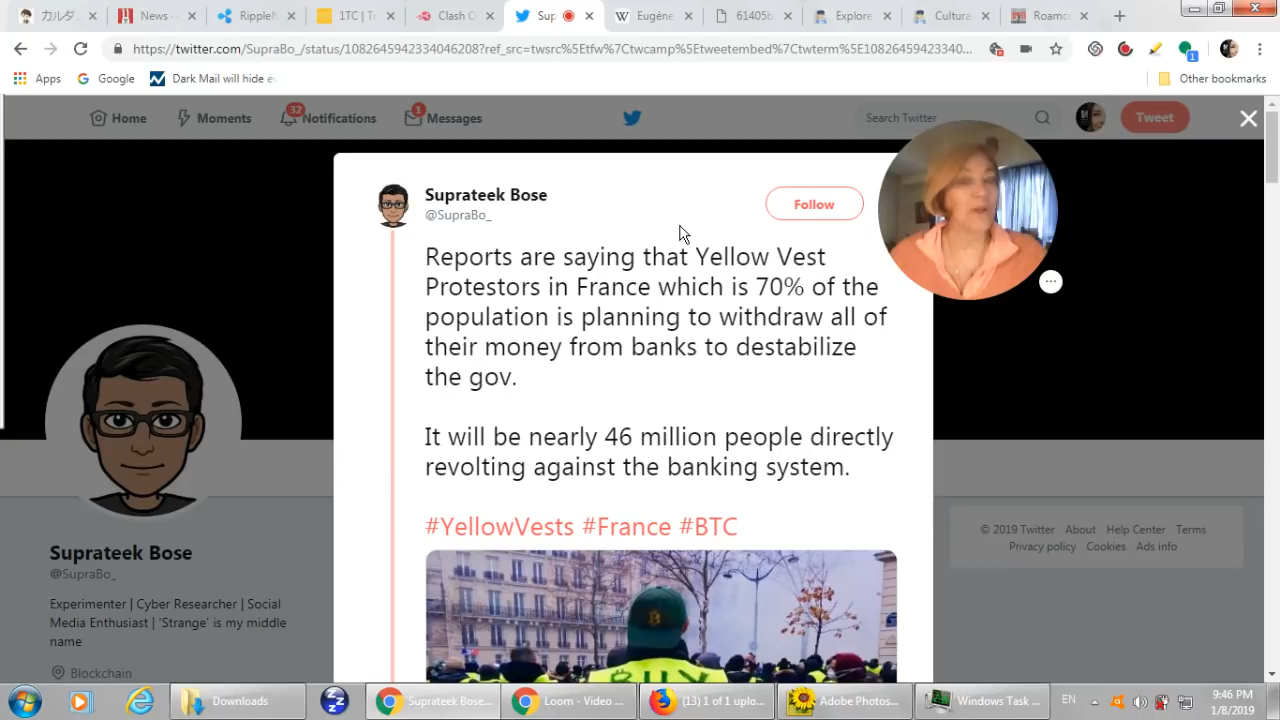 カルダ
News -
RippleN
1TC | T
Clash O
Sup
Eugène
61405b
Explore
Cultura
Roamc
https://twitter.com/SupraBo_/status/1082645942334046208?ref_src=twsrc%5Etfw%7Ctwcamp%5Etweetembed%7Ctwterm%5E10826459423340...
Apps
Google
Dark Mail will hide e
Other bookmarks
Home
Moments
32
Notifications
1
Messages
Search Twitter
Tweet
Suprateek Bose
@SupraBo_
Follow
Reports are saying that Yellow Vest
Protestors in France which is 70% of the
population is planning to withdraw all of
their money from banks to destabilize
the gov.
It will be nearly 46 million people directly
revolting against the banking system.
#YellowVests #France #BTC
BUY
Suprateek Bose
@SupraBo_
Experimenter | Cyber Researcher | Social
Media Enthusiast | 'Strange' is my middle
name
Blockchain
© 2019 Twitter About Help Center Terms
Privacy policy Cookies Ads info
Downloads
Suprateek Bose...
Loom - Video ...
(13) 1 of 1 uplo...
Adobe Photos...
Windows Task ...
EN
9:46 PM
1/8/2019